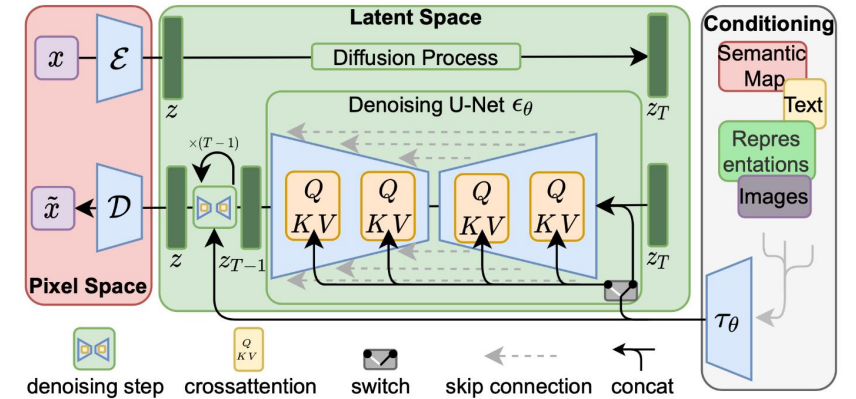 Latent Space
Conditioning
x
ℰ
z
Diffusion Process
z_T
Semantic
Map
Text
Repres
entations
Images
Denoising U-Net ϵ_θ
×(T−1)
x̃
𝒟
z
z_{T−1}
Q
KV
Q
KV
Q
KV
Q
KV
z_T
Pixel Space
τ_θ
Q
KV
denoising step
crossattention
switch
skip connection
concat